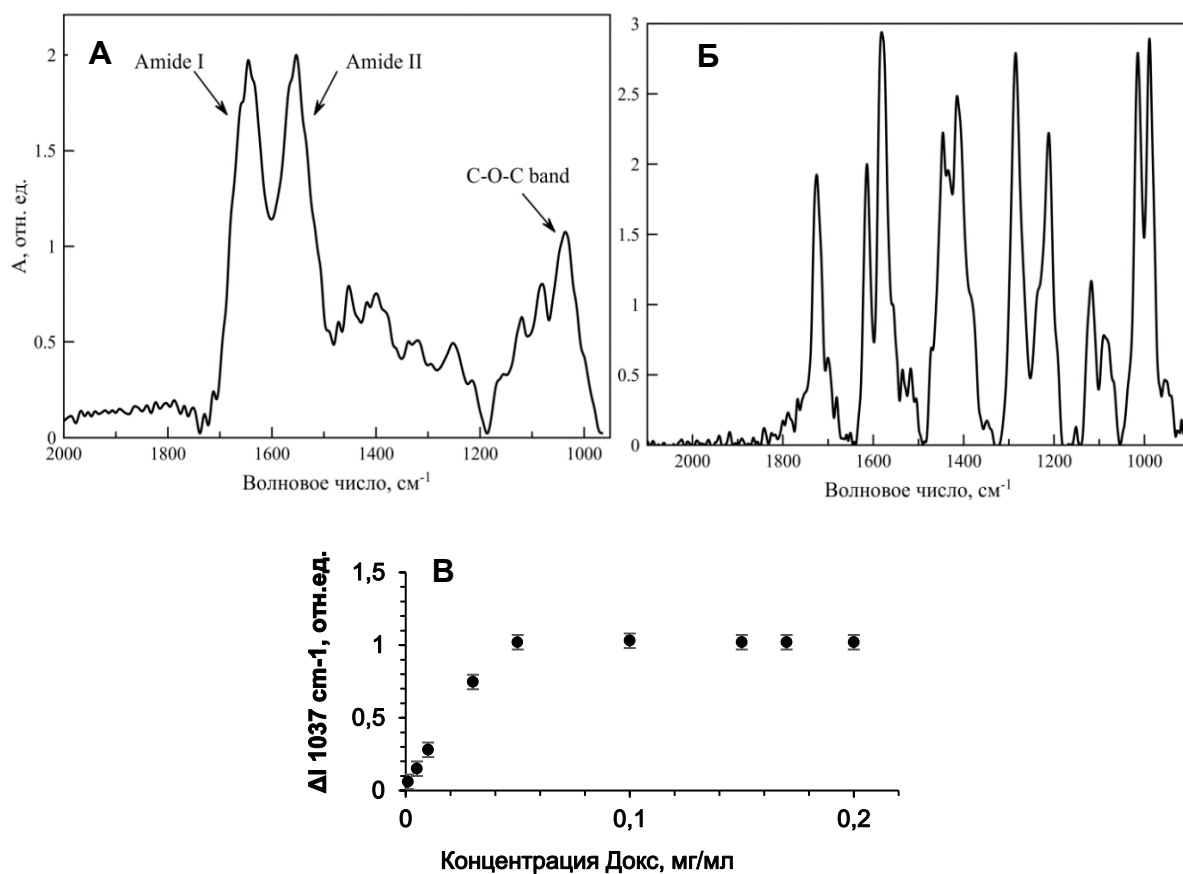 А
Amide I
Amide II
C-O-C band
А, отн. ед.
2
1.5
1
0.5
0
2000
1800
1600
1400
1200
1000
Волновое число, см-1
Б
3
2.5
2
1.5
1
0.5
0
2000
1800
1600
1400
1200
1000
Волновое число, см-1
В
ΔI 1037 cm-1, отн.ед.
1,5
1
0,5
0
0
0,1
0,2
Концентрация Докс, мг/мл